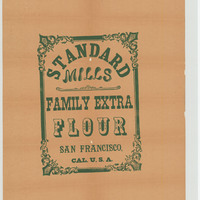 STANDARD
MILLS
FAMILY EXTRA
FLOUR
SAN FRANCISCO,
CAL. U. S. A.